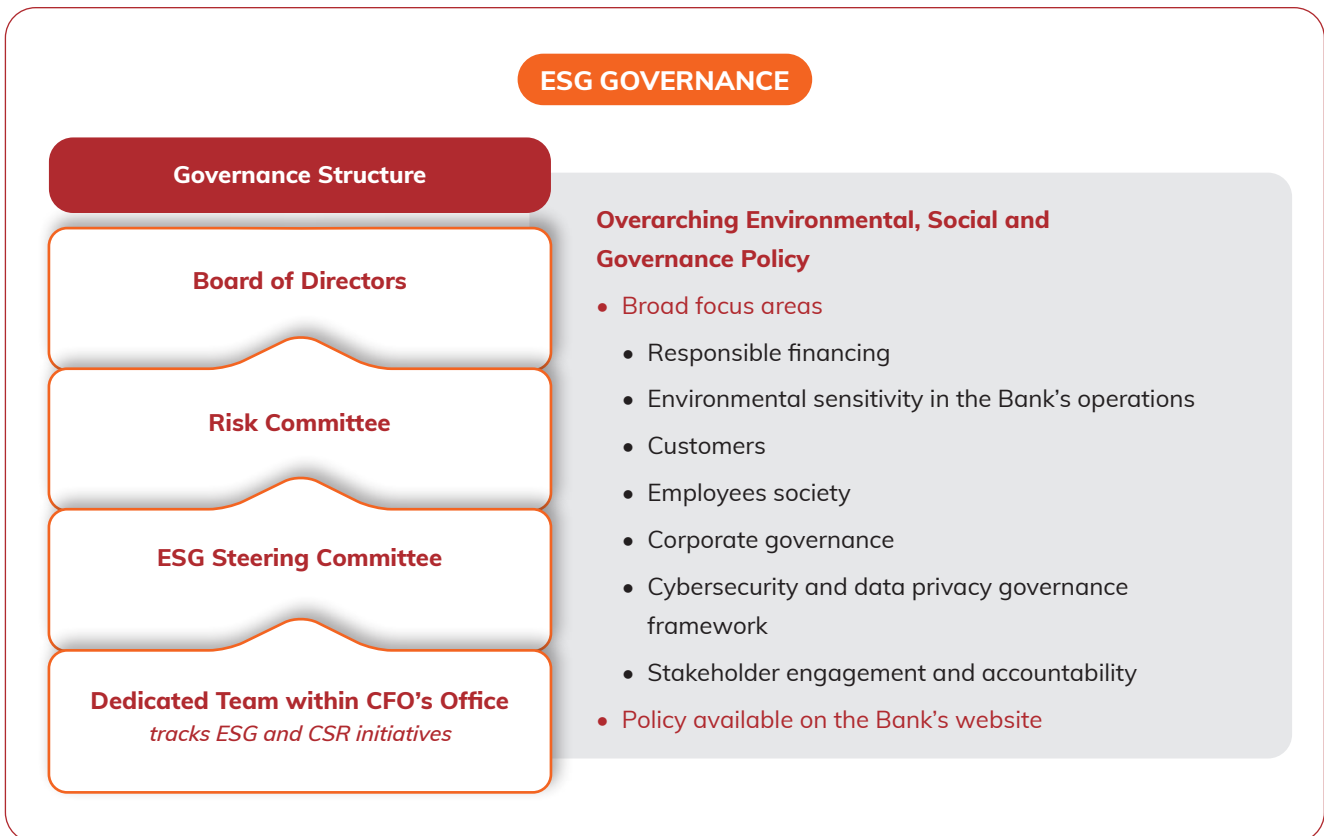 ESG GOVERNANCE
Governance Structure
Board of Directors
Risk Committee
ESG Steering Committee
Dedicated Team within CFO's Office
tracks ESG and CSR initiatives
Overarching Environmental, Social and
Governance Policy
• Broad focus areas
• Responsible financing
• Environmental sensitivity in the Bank's operations
• Customers
• Employees society
• Corporate governance
• Cybersecurity and data privacy governance
framework
• Stakeholder engagement and accountability
• Policy available on the Bank's website